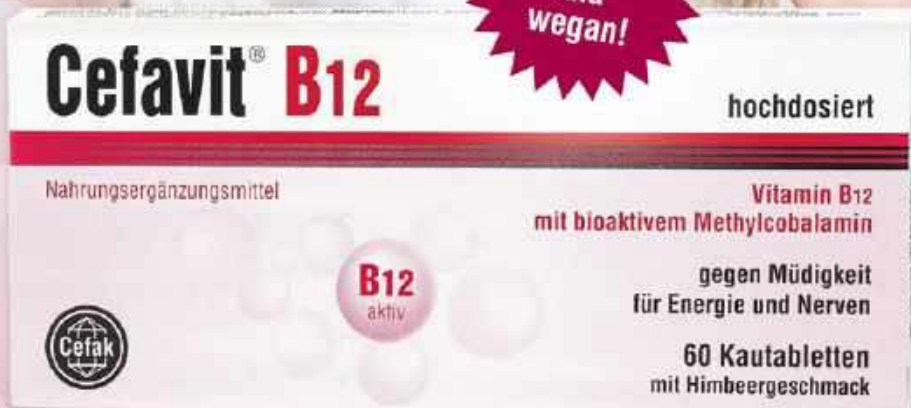 wegan!
Cefavit® B12
hochdosiert
Nahrungsergänzungsmittel
Vitamin B12
mit bioaktivem Methylcobalamin
B12
aktiv
gegen Müdigkeit
für Energie und Nerven
Cefak
60 Kautabletten
mit Himbeergeschmack